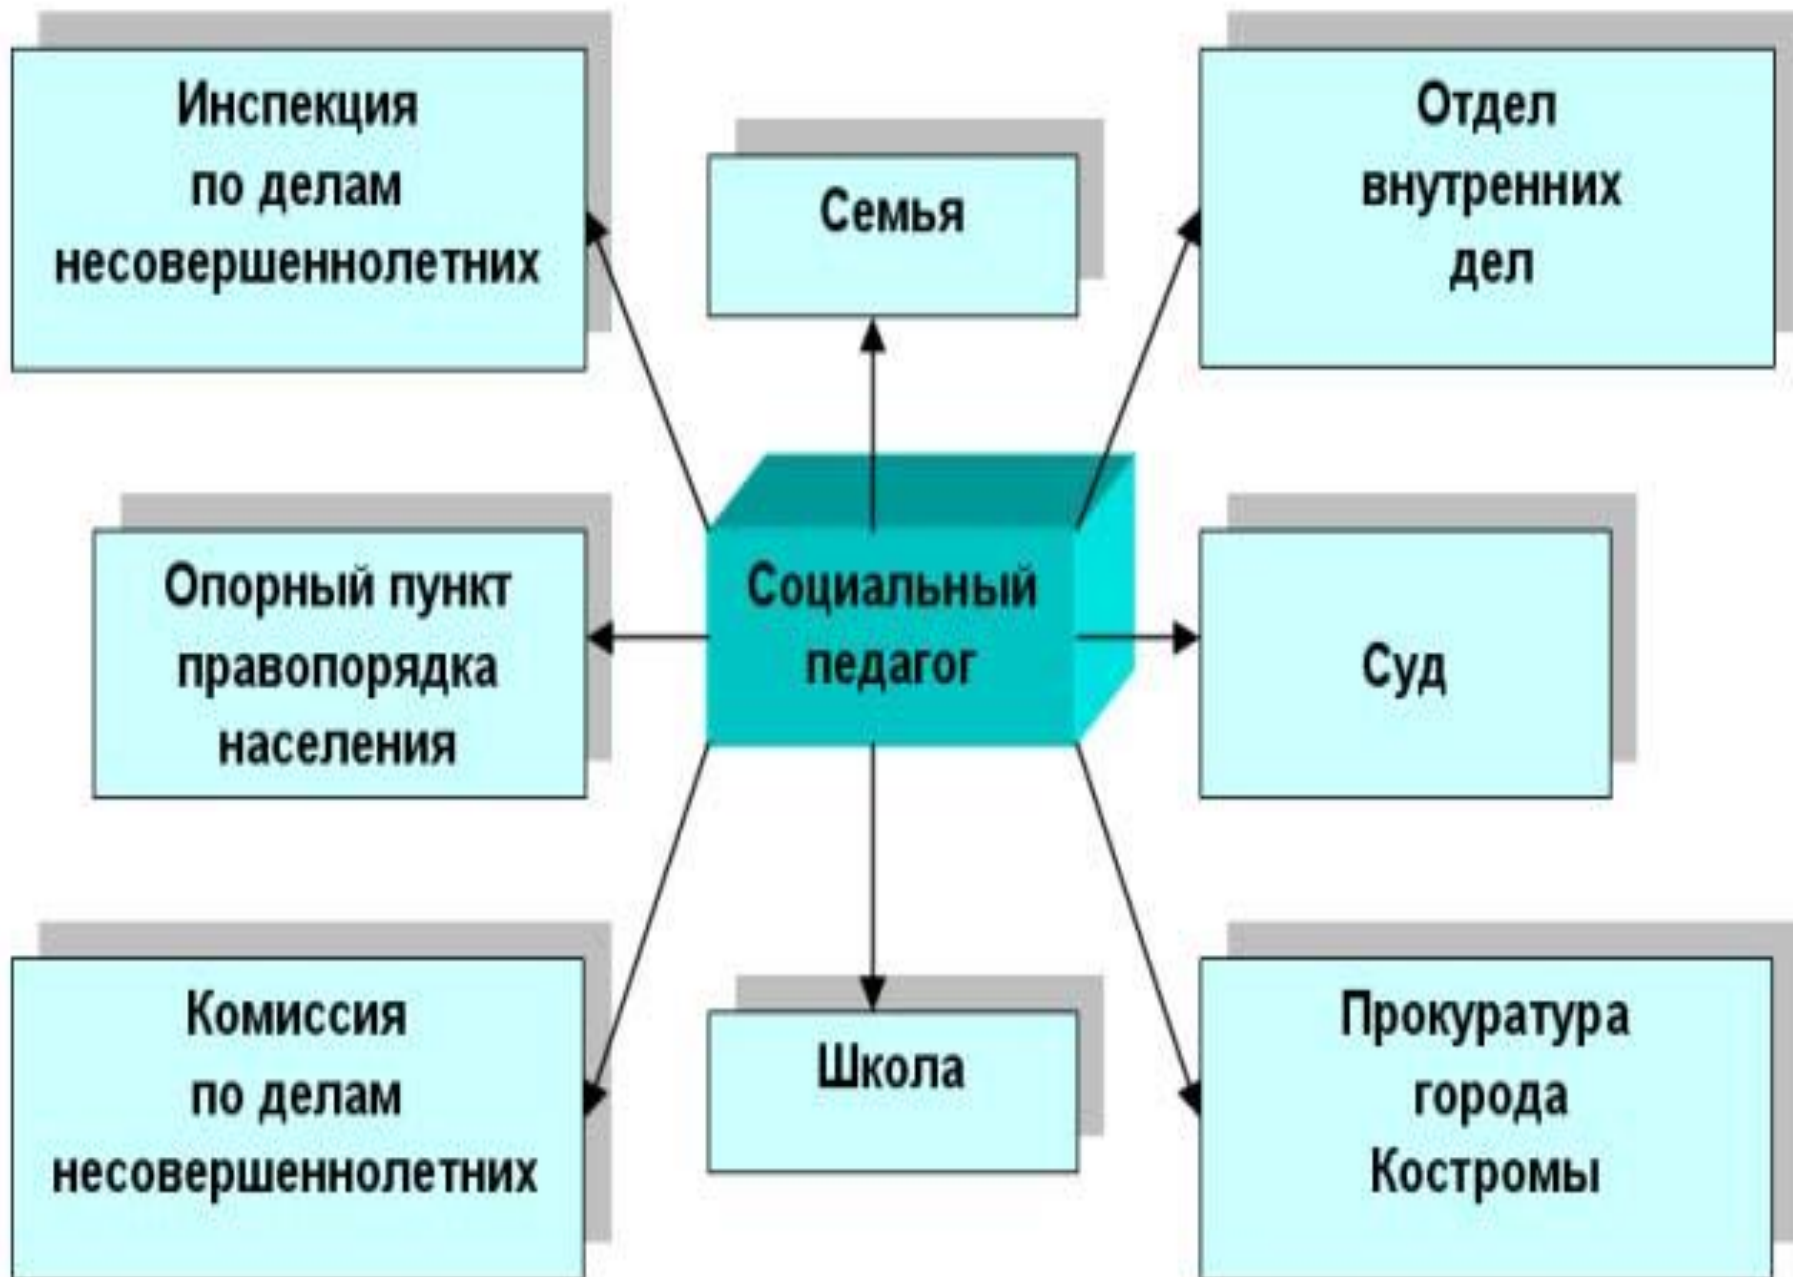 Инспекция
по делам
несовершеннолетних
Семья
Отдел
внутренних
дел
Опорный пункт
правопорядка
населения
Социальный
педагог
Суд
Комиссия
по делам
несовершеннолетних
Школа
Прокуратура
города
Костромы